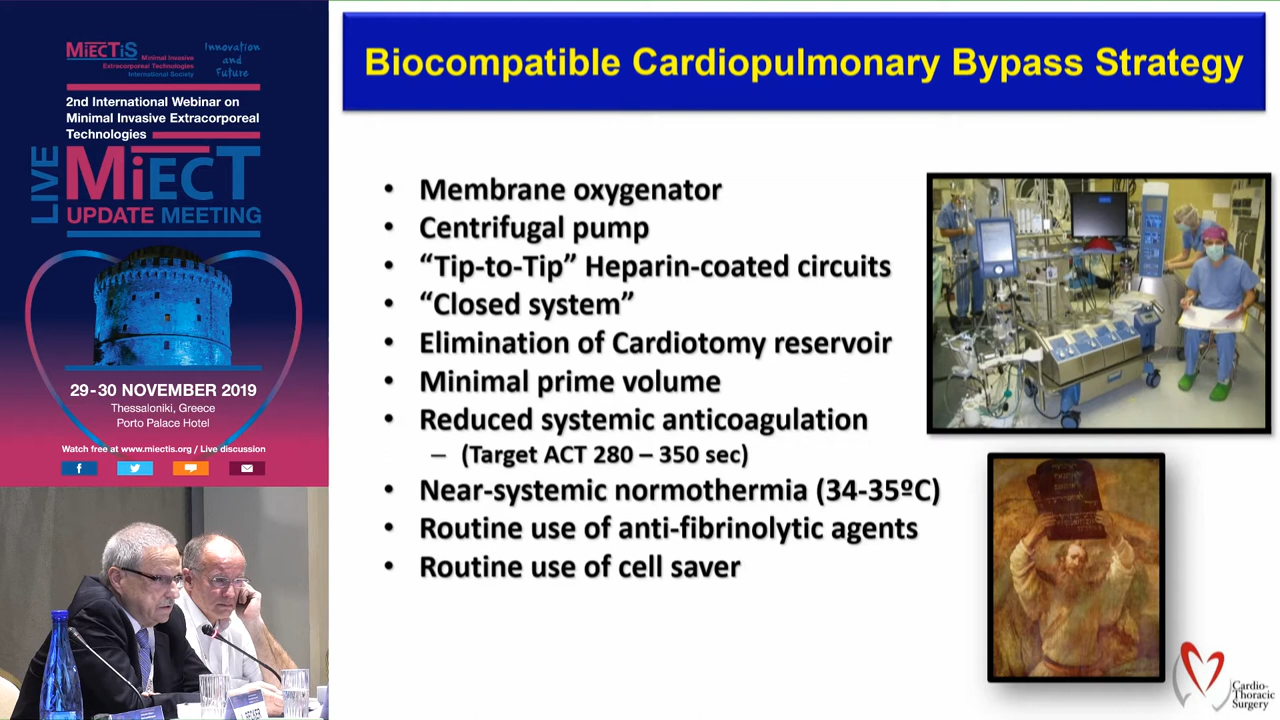 MiECTiS
Minimal Invasive
Extracorporeal Technologies
International Society
Innovation
and
Future
2nd International Webinar on
Minimal Invasive Extracorporeal
Technologies
LIVE
MiECT
UPDATE MEETING
29-30 NOVEMBER 2019
Thessaloniki, Greece
Porto Palace Hotel
Watch free at www.miectis.org / Live discussion
Biocompatible Cardiopulmonary Bypass Strategy
• Membrane oxygenator
• Centrifugal pump
• “Tip-to-Tip” Heparin-coated circuits
• “Closed system”
• Elimination of Cardiotomy reservoir
• Minimal prime volume
• Reduced systemic anticoagulation
– (Target ACT 280 – 350 sec)
• Near-systemic normothermia (34-35ºC)
• Routine use of anti-fibrinolytic agents
• Routine use of cell saver
Cardio-
Thoracic
Surgery